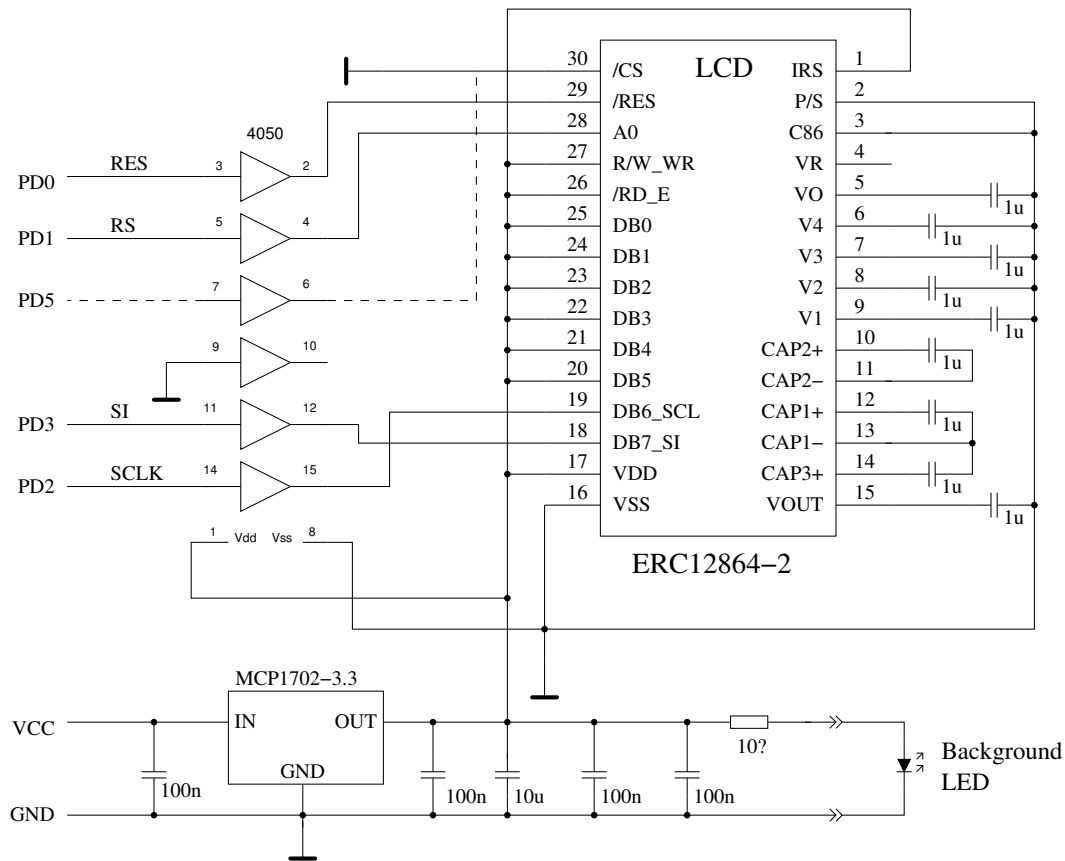 30 /CS LCD IRS 1
29 /RES P/S 2
28 A0 C86 3
27 R/W_WR VR 4
26 /RD_E VO 5 1u
25 DB0 V4 6 1u
24 DB1 V3 7 1u
23 DB2 V2 8 1u
22 DB3 V1 9 1u
21 DB4 CAP2+ 10 1u
20 DB5 CAP2− 11
19 DB6_SCL CAP1+ 12 1u
18 DB7_SI CAP1− 13
17 VDD CAP3+ 14 1u
16 VSS VOUT 15 1u
ERC12864−2
4050
PD0 RES 3 2
PD1 RS 5 4
PD5 7 6
9 10
PD3 SI 11 12
PD2 SCLK 14 15
1 Vdd Vss 8
MCP1702−3.3
VCC IN OUT 10?
GND
100n 100n 10u 100n 100n
GND
Background
LED